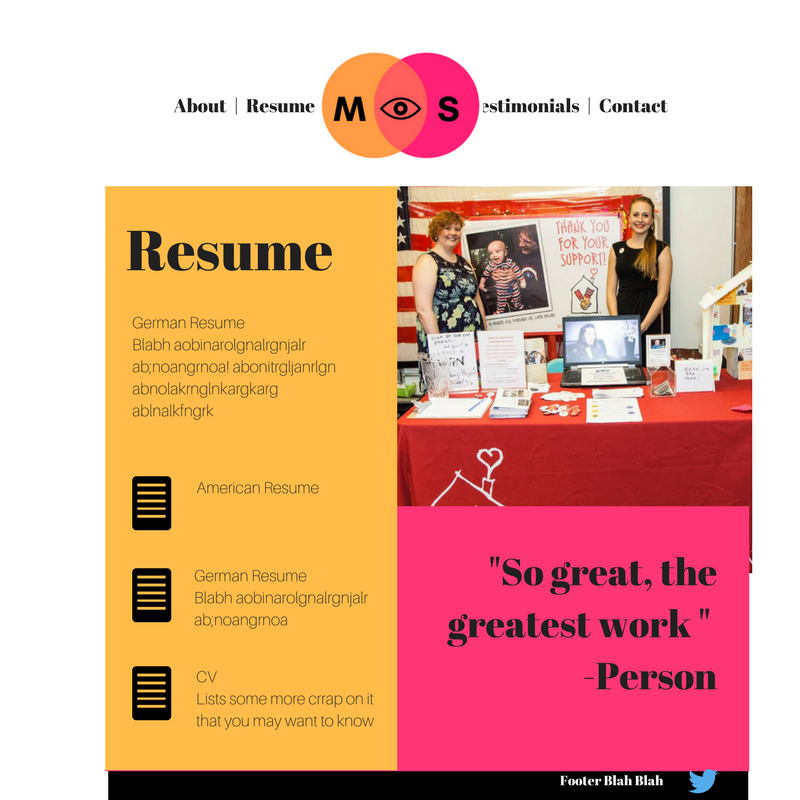 About | Resume
M S
estimonials | Contact
Resume
German Resume
Blabh aobinarolgnalrgnjalr
ab;noangrnoa! abonitrgljanrlgn
abnolakrnglnkargkarg
ablnalkfngrk
American Resume
German Resume
Blabh aobinarolgnalrgnjalr
ab;noangrnoa
CV
Lists some more crrap on it
that you may want to know
THANK YOU
FOR YOUR
SUPPORT!
"So great, the
greatest work "
-Person
Footer Blah Blah